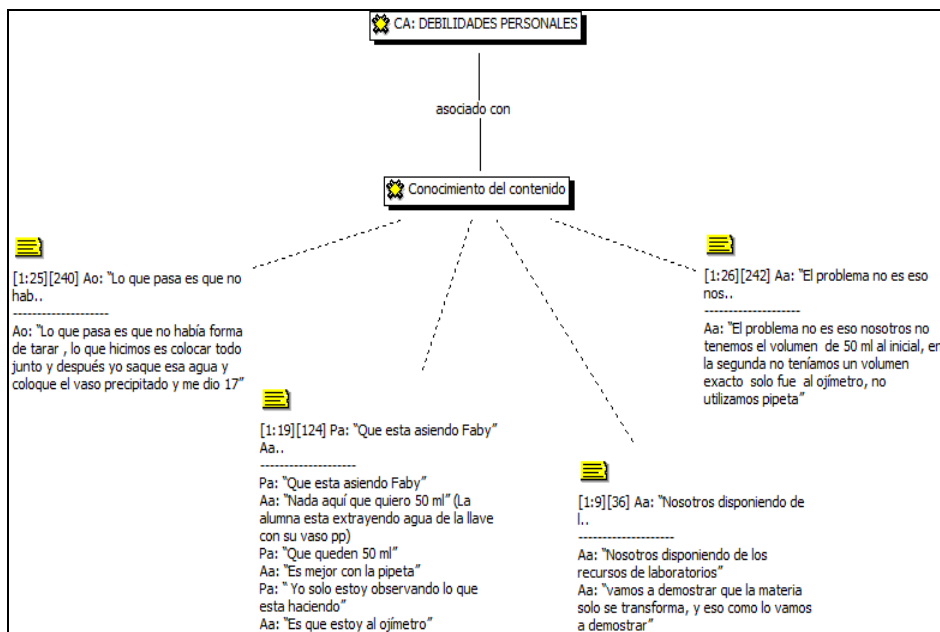 CA: DEBILIDADES PERSONALES
asociado con
Conocimiento del contenido
[1:25][240] Ao: "Lo que pasa es que no
hab..
--------------------
Ao: "Lo que pasa es que no había forma
de tarar , lo que hicimos es colocar todo
junto y después yo saque esa agua y
coloque el vaso precipitado y me dio 17"
[1:19][124] Pa: "Que esta asiendo Faby"
Aa..
--------------------
Pa: "Que esta asiendo Faby"
Aa: "Nada aquí que quiero 50 ml" (La
alumna esta extrayendo agua de la llave
con su vaso pp)
Pa: "Que queden 50 ml"
Aa: "Es mejor con la pipeta"
Pa: " Yo solo estoy observando lo que
esta haciendo"
Aa: "Es que estoy al ojímetro"
[1:9][36] Aa: "Nosotros disponiendo de
l..
--------------------
Aa: "Nosotros disponiendo de los
recursos de laboratorios"
Aa: "vamos a demostrar que la materia
solo se transforma, y eso como lo vamos
a demostrar"
[1:26][242] Aa: "El problema no es eso
nos..
--------------------
Aa: "El problema no es eso nosotros no
tenemos el volumen de 50 ml al inicial, en
la segunda no teníamos un volumen
exacto solo fue al ojímetro, no
utilizamos pipeta"